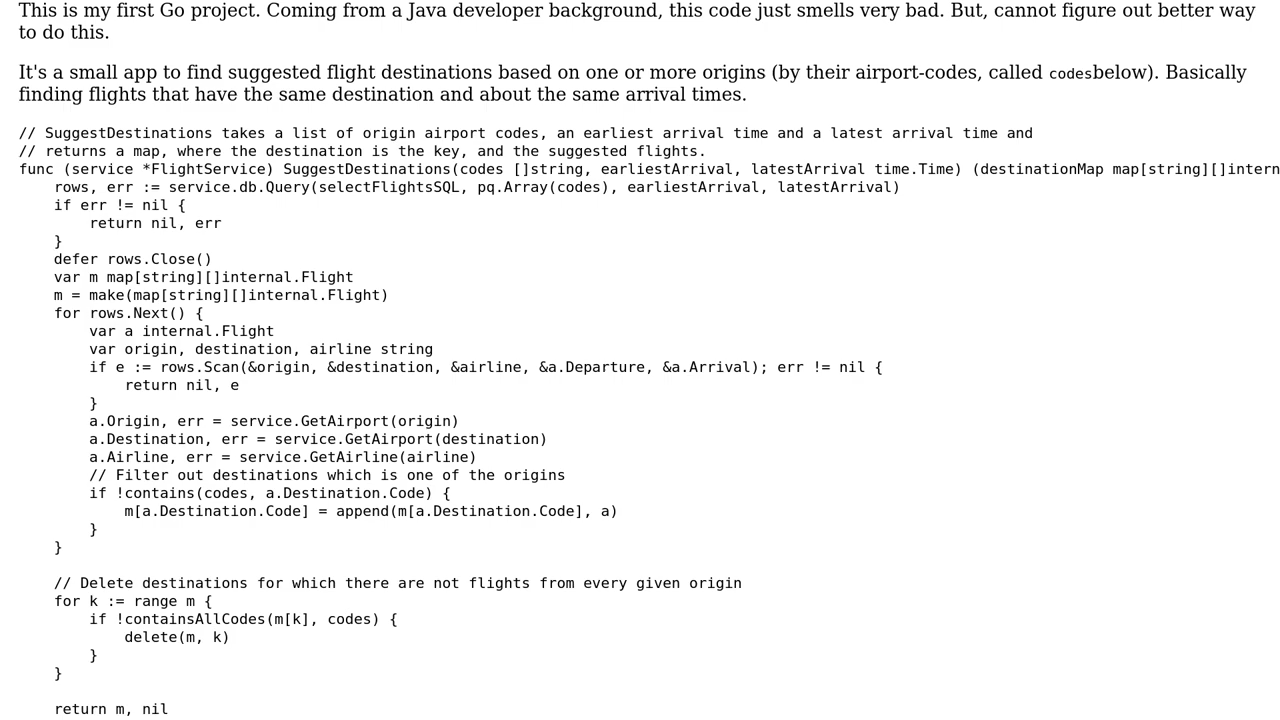 This is my first Go project. Coming from a Java developer background, this code just smells very bad. But, cannot figure out better way
to do this.
It's a small app to find suggested flight destinations based on one or more origins (by their airport-codes, called codesbelow). Basically
finding flights that have the same destination and about the same arrival times.
// SuggestDestinations takes a list of origin airport codes, an earliest arrival time and a latest arrival time and
// returns a map, where the destination is the key, and the suggested flights.
func (service *FlightService) SuggestDestinations(codes []string, earliestArrival, latestArrival time.Time) (destinationMap map[string][]intern
    rows, err := service.db.Query(selectFlightsSQL, pq.Array(codes), earliestArrival, latestArrival)
    if err != nil {
        return nil, err
    }
    defer rows.Close()
    var m map[string][]internal.Flight
    m = make(map[string][]internal.Flight)
    for rows.Next() {
        var a internal.Flight
        var origin, destination, airline string
        if e := rows.Scan(&origin, &destination, &airline, &a.Departure, &a.Arrival); err != nil {
            return nil, e
        }
        a.Origin, err = service.GetAirport(origin)
        a.Destination, err = service.GetAirport(destination)
        a.Airline, err = service.GetAirline(airline)
        // Filter out destinations which is one of the origins
        if !contains(codes, a.Destination.Code) {
            m[a.Destination.Code] = append(m[a.Destination.Code], a)
        }
    }
    // Delete destinations for which there are not flights from every given origin
    for k := range m {
        if !containsAllCodes(m[k], codes) {
            delete(m, k)
        }
    }
    return m, nil